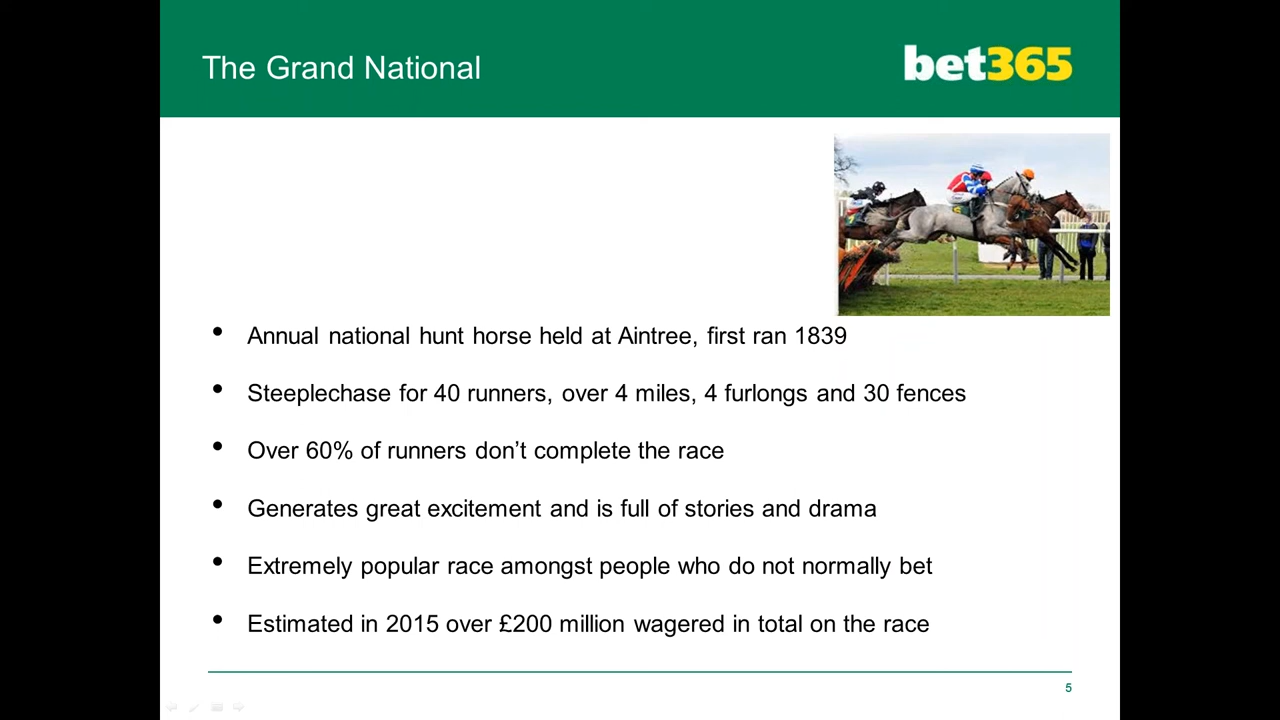 The Grand National
bet365
• Annual national hunt horse held at Aintree, first ran 1839
• Steeplechase for 40 runners, over 4 miles, 4 furlongs and 30 fences
• Over 60% of runners don’t complete the race
• Generates great excitement and is full of stories and drama
• Extremely popular race amongst people who do not normally bet
• Estimated in 2015 over £200 million wagered in total on the race
5